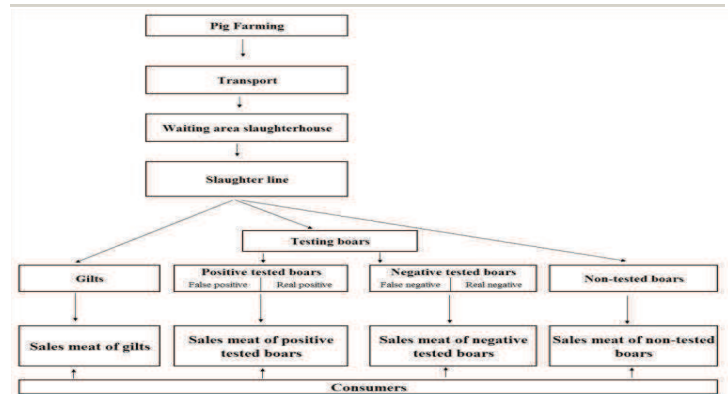 Pig Farming
Transport
Waiting area slaughterhouse
Slaughter line
Testing boars
Gilts
Positive tested boars
False positive Real positive
Negative tested boars
False negative Real negative
Non-tested boars
Sales meat of gilts
Sales meat of positive
tested boars
Sales meat of negative
tested boars
Sales meat of non-tested
boars
Consumers